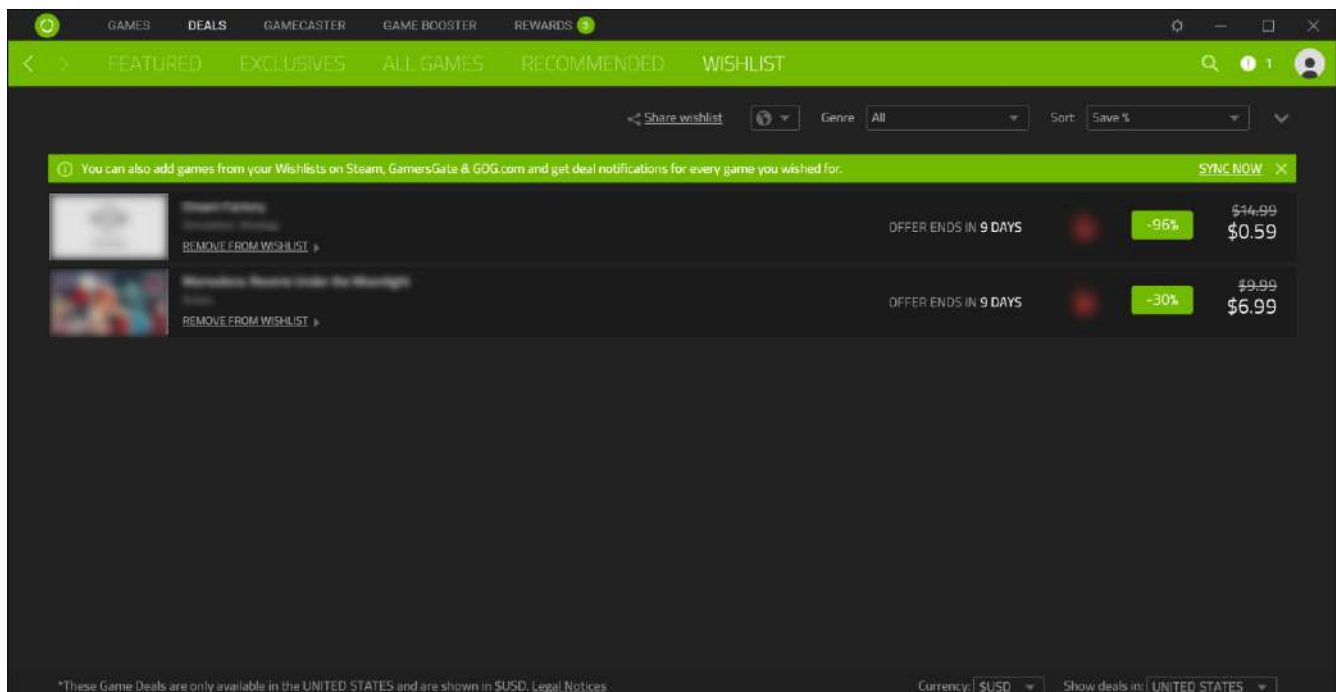 GAMES DEALS GAMECASTER GAME BOOSTER REWARDS 3
FEATURED EXCLUSIVES ALL GAMES RECOMMENDED WISHLIST 1
Share wishlist Genre All Sort: Save %
You can also add games from your Wishlists on Steam, GamersGate & GOG.com and get deal notifications for every game you wished for. SYNC NOW
REMOVE FROM WISHLIST
OFFER ENDS IN 9 DAYS -96% $14.99
$0.59
REMOVE FROM WISHLIST
OFFER ENDS IN 9 DAYS -30% $9.99
$6.99
*These Game Deals are only available in the UNITED STATES and are shown in $USD. Legal Notices Currency: $USD Show deals in: UNITED STATES